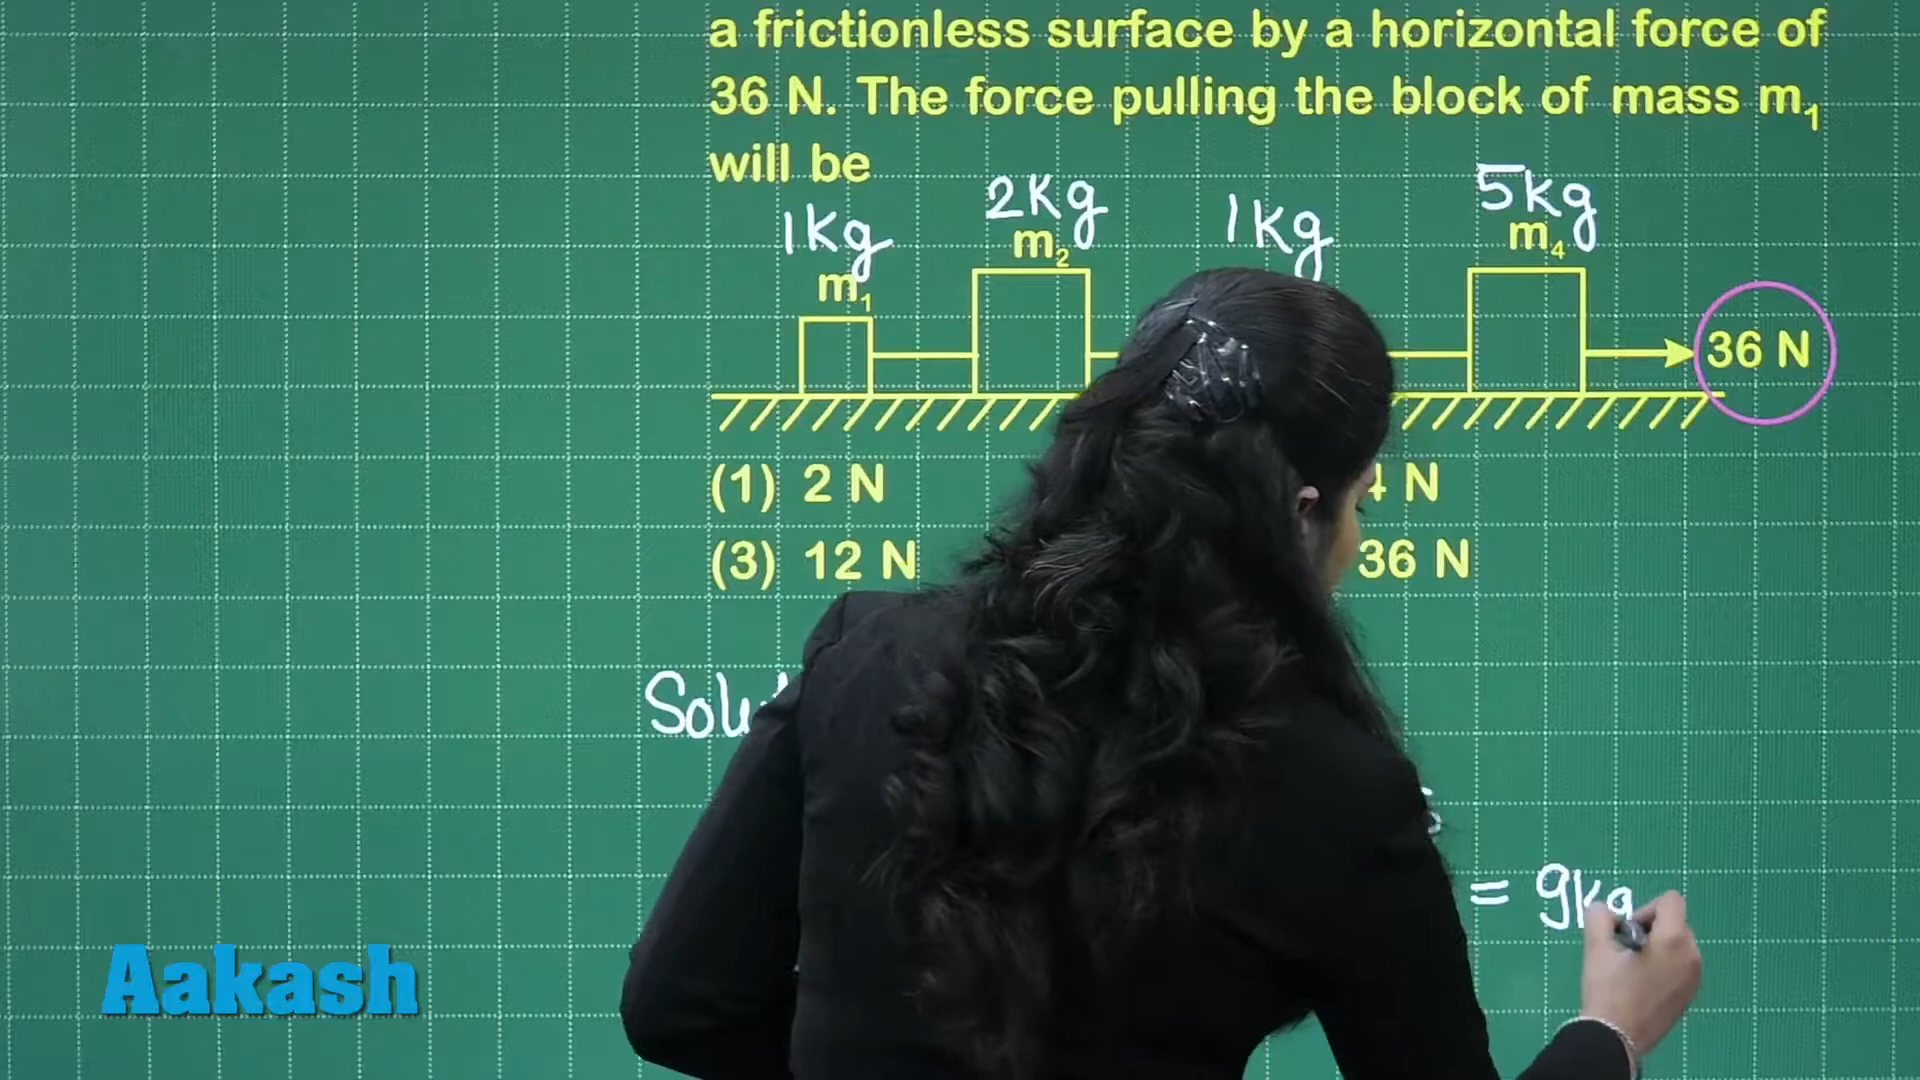 a frictionless surface by a horizontal force of
36 N. The force pulling the block of mass m₁
will be
1Kg 2Kg 1Kg 5Kg
m₁ m₂ m₄
36 N
(1) 2 N 4 N
(3) 12 N 36 N
= 9kg
Aakash